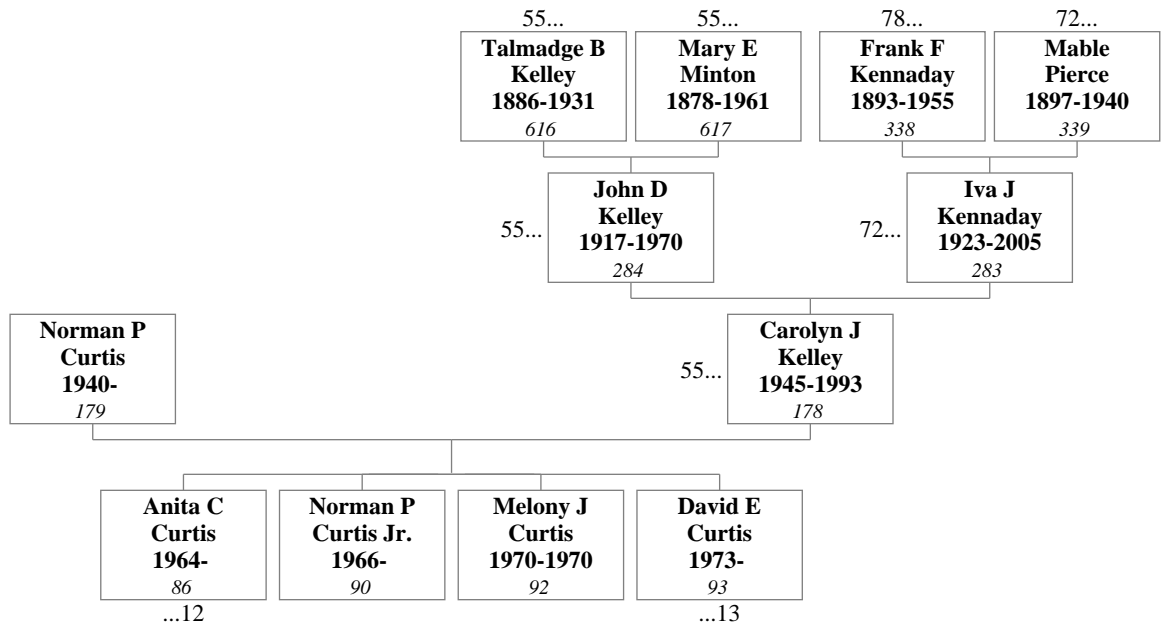 55...
55...
78...
72...
Talmadge B
Kelley
1886-1931
616
Mary E
Minton
1878-1961
617
Frank F
Kennaday
1893-1955
338
Mable
Pierce
1897-1940
339
55...
John D
Kelley
1917-1970
284
72...
Iva J
Kennaday
1923-2005
283
Norman P
Curtis
1940-
179
55...
Carolyn J
Kelley
1945-1993
178
Anita C
Curtis
1964-
86
Norman P
Curtis Jr.
1966-
90
Melony J
Curtis
1970-1970
92
David E
Curtis
1973-
93
...12
...13